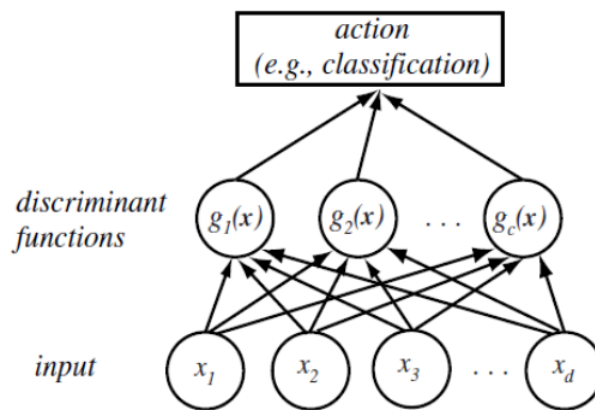 action
(e.g., classification)
discriminant
functions
g1(x) g2(x) . . . gc(x)
input x1 x2 x3 . . . xd